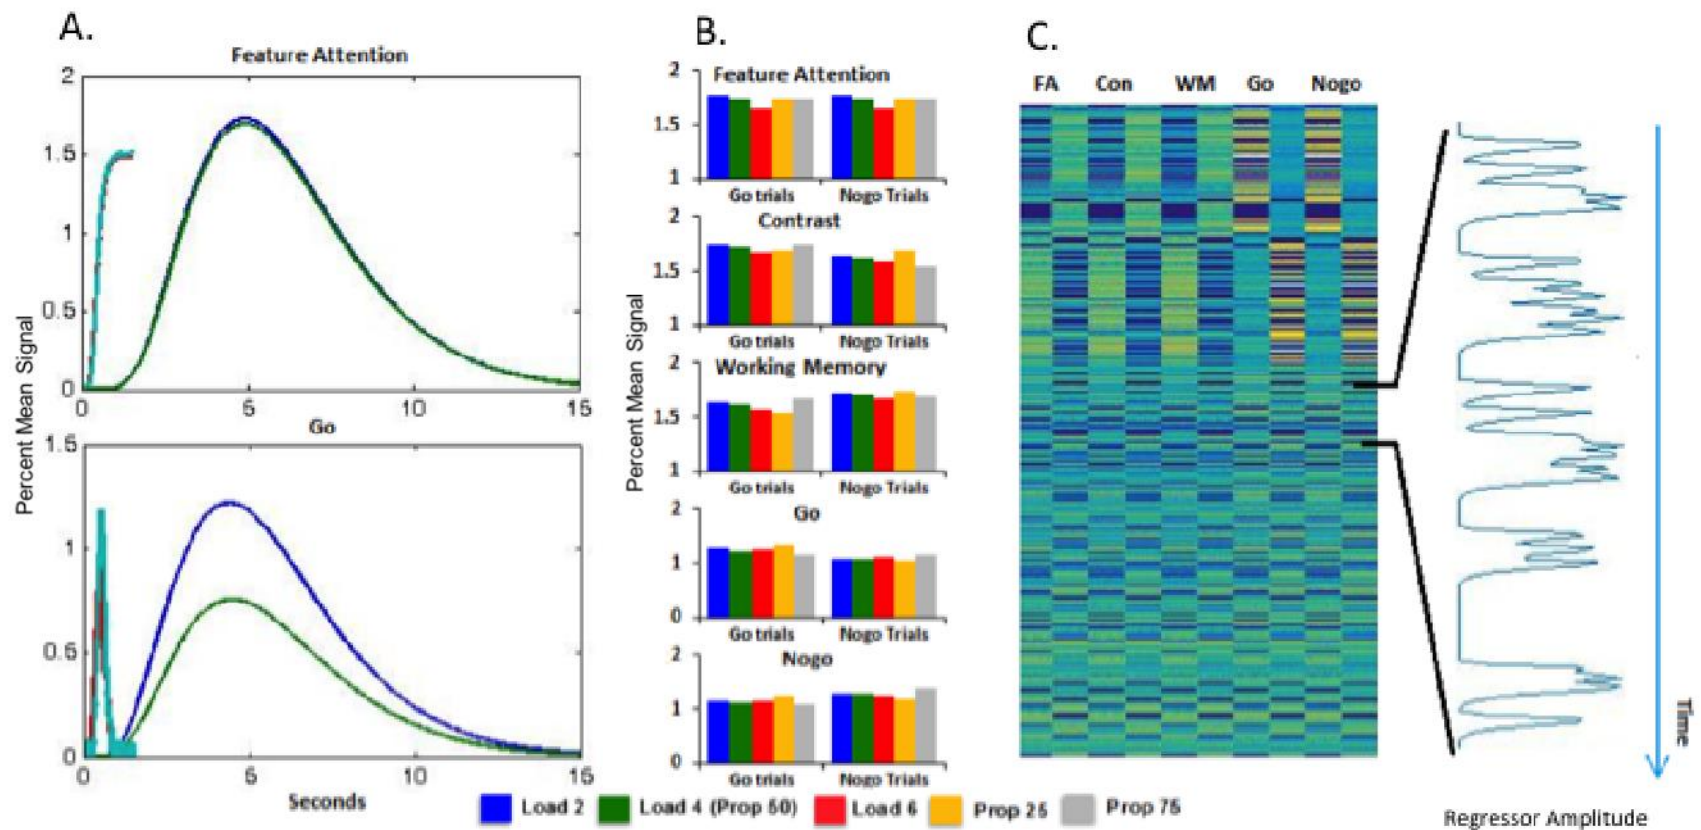 A.
Feature Attention
2
1.5
1
0.5
0
0 5 10 15
Go
1.5
1
0.5
0
0 5 10 15
Seconds
Percent Mean Signal
B.
Feature Attention
2
1.5
1
Go trials Nogo Trials
Contrast
2
1.5
1
Go trials Nogo Trials
Working Memory
2
1.5
1
Go trials Nogo Trials
Go
2
1
0
Go trials Nogo Trials
Nogo
2
1
0
Go trials Nogo Trials
Percent Mean Signal
Load 2 Load 4 (Prop 50) Load 6 Prop 25 Prop 75
C.
FA Con WM Go Nogo
Time
Regressor Amplitude